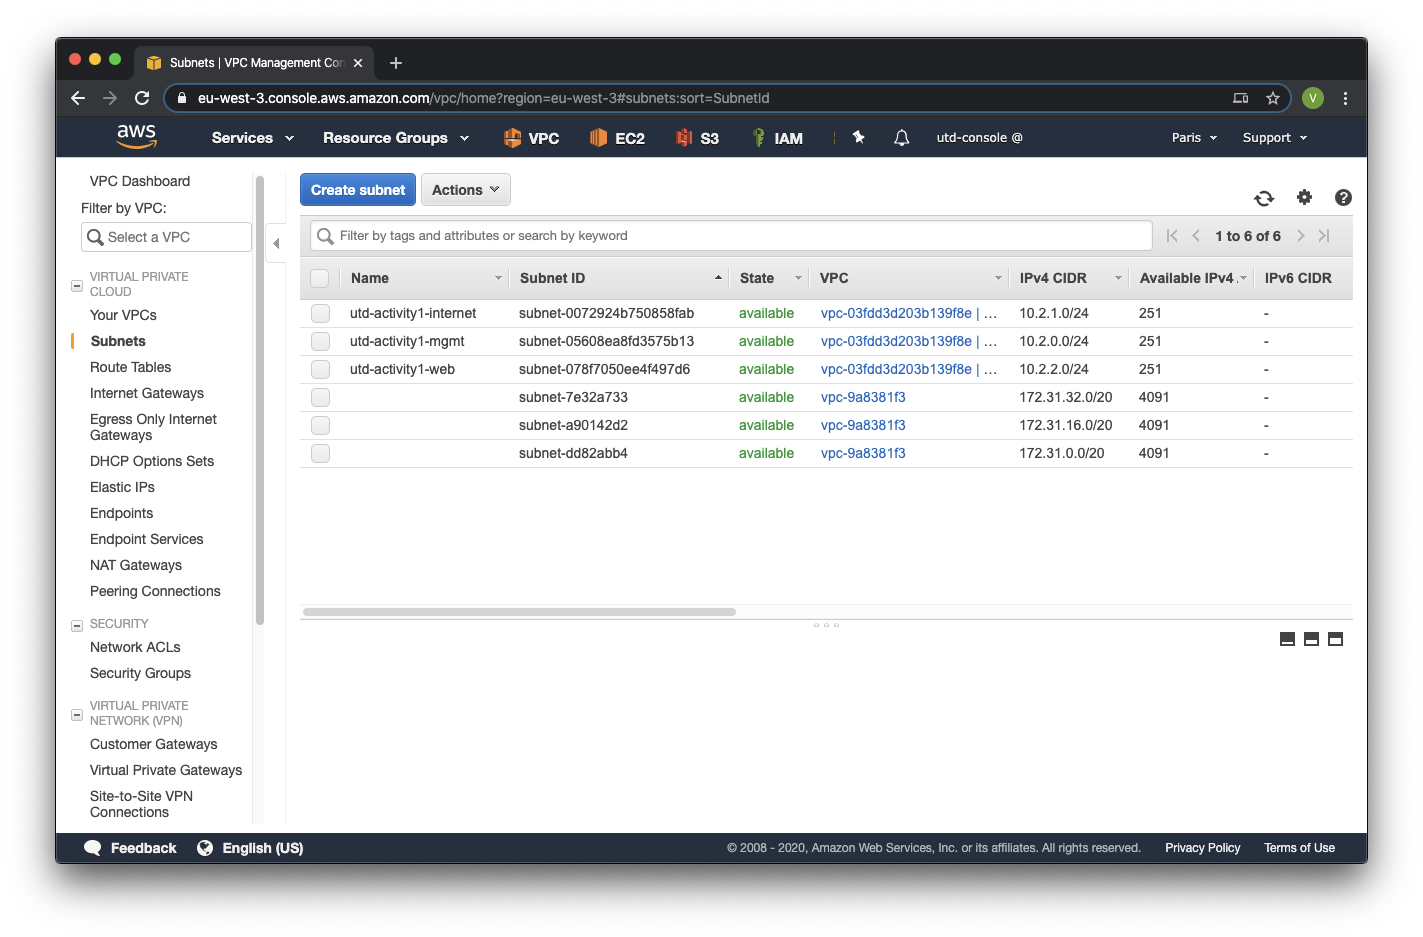 Subnets | VPC Management Con
eu-west-3.console.aws.amazon.com/vpc/home?region=eu-west-3#subnets:sort=SubnetId
V
aws Services Resource Groups VPC EC2 S3 IAM utd-console @ Paris Support
VPC Dashboard
Filter by VPC:
Select a VPC
VIRTUAL PRIVATE
CLOUD
Your VPCs
Subnets
Route Tables
Internet Gateways
Egress Only Internet
Gateways
DHCP Options Sets
Elastic IPs
Endpoints
Endpoint Services
NAT Gateways
Peering Connections
SECURITY
Network ACLs
Security Groups
VIRTUAL PRIVATE
NETWORK (VPN)
Customer Gateways
Virtual Private Gateways
Site-to-Site VPN
Connections
Create subnet Actions
Filter by tags and attributes or search by keyword 1 to 6 of 6
Name Subnet ID State VPC IPv4 CIDR Available IPv4 IPv6 CIDR
utd-activity1-internet subnet-0072924b750858fab available vpc-03fdd3d203b139f8e | ... 10.2.1.0/24 251 -
utd-activity1-mgmt subnet-05608ea8fd3575b13 available vpc-03fdd3d203b139f8e | ... 10.2.0.0/24 251 -
utd-activity1-web subnet-078f7050ee4f497d6 available vpc-03fdd3d203b139f8e | ... 10.2.2.0/24 251 -
subnet-7e32a733 available vpc-9a8381f3 172.31.32.0/20 4091 -
subnet-a90142d2 available vpc-9a8381f3 172.31.16.0/20 4091 -
subnet-dd82abb4 available vpc-9a8381f3 172.31.0.0/20 4091 -
Feedback English (US) © 2008 - 2020, Amazon Web Services, Inc. or its affiliates. All rights reserved. Privacy Policy Terms of Use